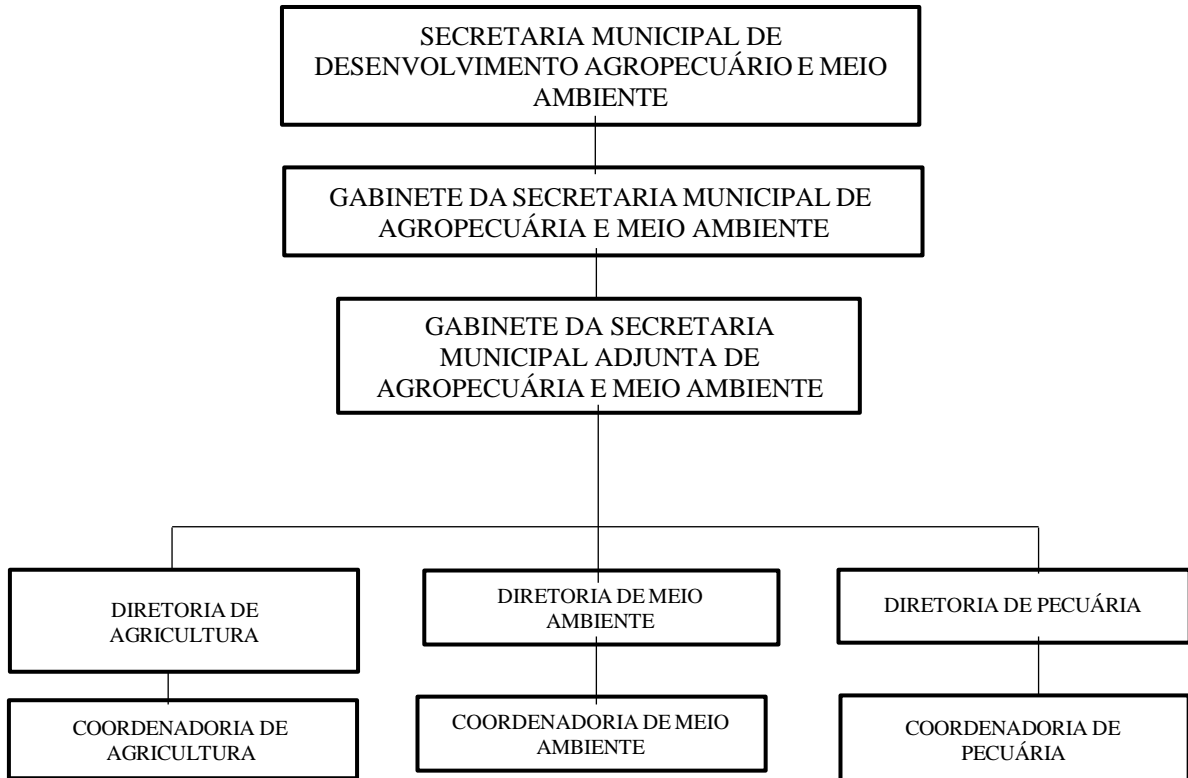 SECRETARIA MUNICIPAL DE
DESENVOLVIMENTO AGROPECUÁRIO E MEIO
AMBIENTE
GABINETE DA SECRETARIA MUNICIPAL DE
AGROPECUÁRIA E MEIO AMBIENTE
GABINETE DA SECRETARIA
MUNICIPAL ADJUNTA DE
AGROPECUÁRIA E MEIO AMBIENTE
DIRETORIA DE
AGRICULTURA
DIRETORIA DE MEIO
AMBIENTE
DIRETORIA DE PECUÁRIA
COORDENADORIA DE
AGRICULTURA
COORDENADORIA DE MEIO
AMBIENTE
COORDENADORIA DE
PECUÁRIA